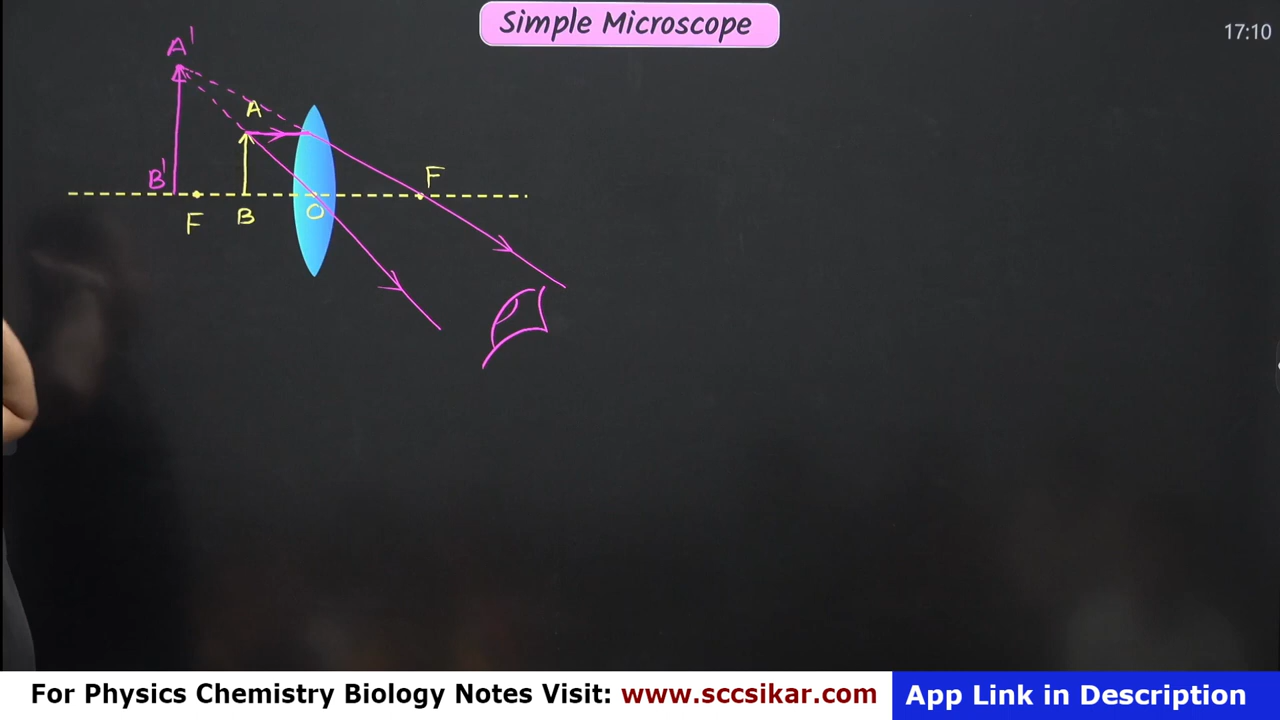 Simple Microscope
17:10
A'
A
B'
F
F
B
O
For Physics Chemistry Biology Notes Visit: www.sccsikar.com
App Link in Description